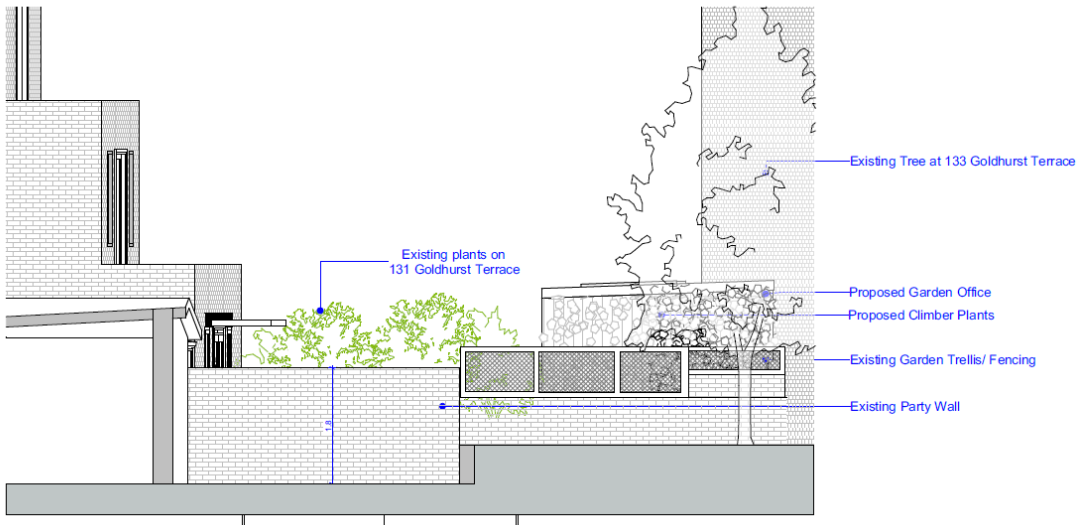 Existing Tree at 133 Goldhurst Terrace
Existing plants on
131 Goldhurst Terrace
Proposed Garden Office
Proposed Climber Plants
Existing Garden Trellis/ Fencing
Existing Party Wall
1.8